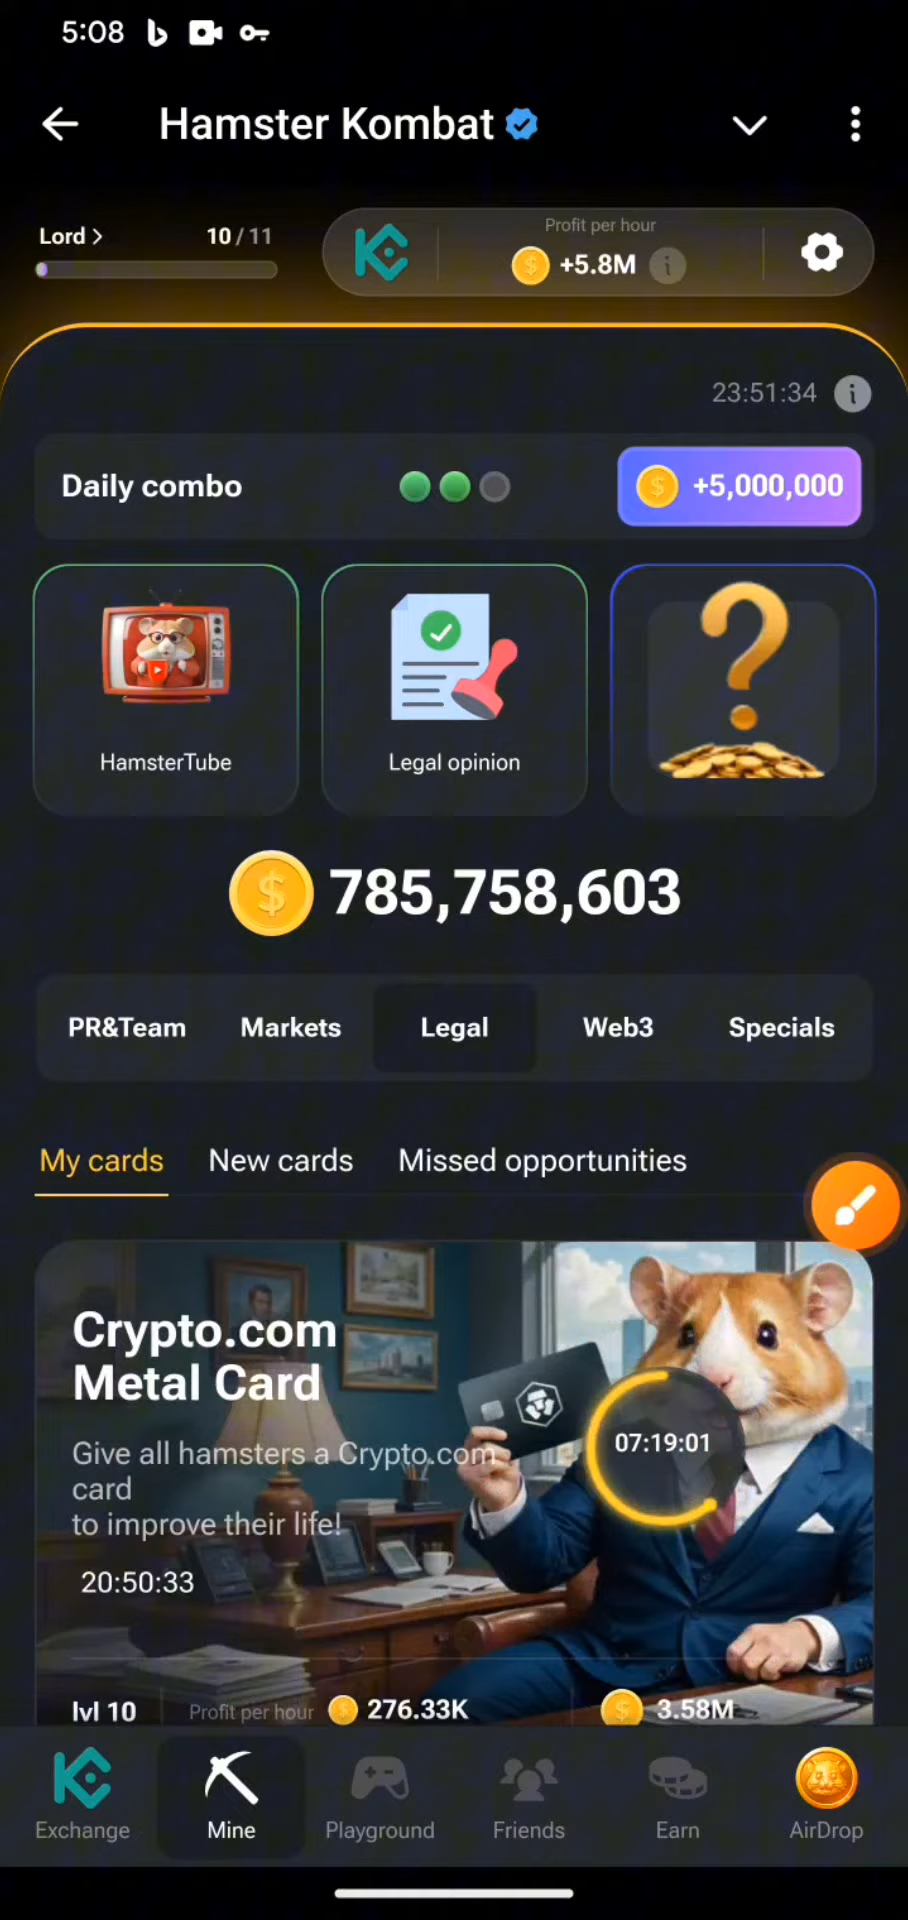 5:08
Hamster Kombat
Lord >
10/11
Profit per hour
+5.8M
23:51:34
Daily combo
+5,000,000
HamsterTube
Legal opinion
785,758,603
PR&Team
Markets
Legal
Web3
Specials
My cards
New cards
Missed opportunities
Crypto.com
Metal Card
Give all hamsters a Crypto.com
card
to improve their life!
07:19:01
20:50:33
lvl 10
Profit per hour
276.33K
3.58M
Exchange
Mine
Playground
Friends
Earn
AirDrop